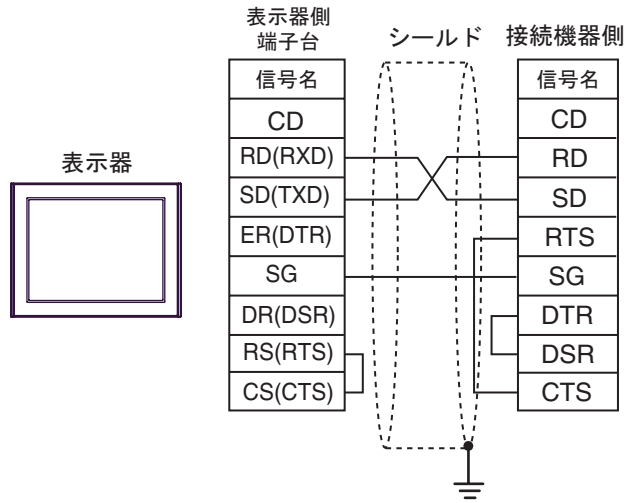 表示器
表示器側
端子台
信号名
CD
RD(RXD)
SD(TXD)
ER(DTR)
SG
DR(DSR)
RS(RTS)
CS(CTS)
シールド
接続機器側
信号名
CD
RD
SD
RTS
SG
DTR
DSR
CTS